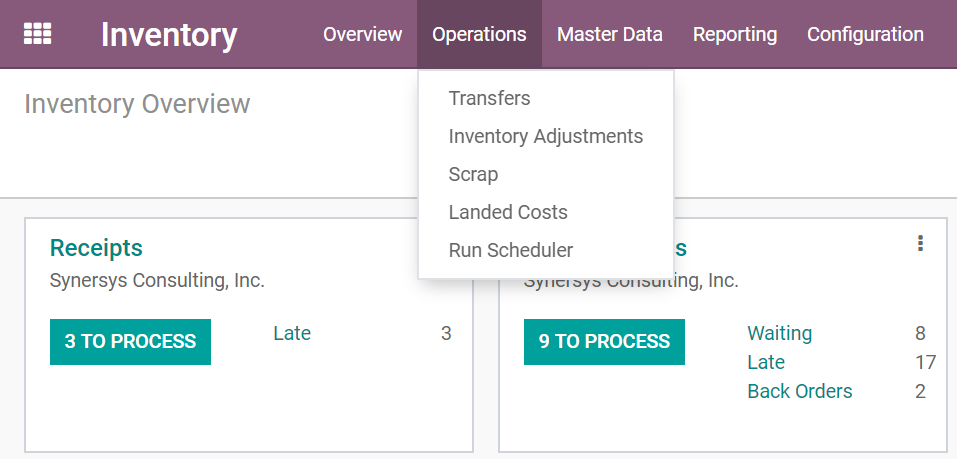 Inventory
Overview
Operations
Master Data
Reporting
Configuration
Inventory Overview
Transfers
Inventory Adjustments
Scrap
Landed Costs
Run Scheduler
Receipts
Synersys Consulting, Inc.
3 TO PROCESS
Late 3
Synersys Consulting, Inc.
9 TO PROCESS
Waiting 8
Late 17
Back Orders 2